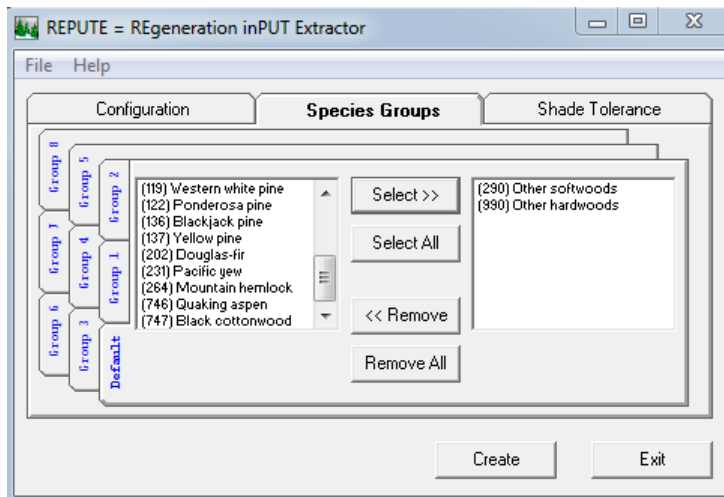 REPUTE = REgeneration inPUT Extractor
File Help
Configuration
Species Groups
Shade Tolerance
Group 8
Group 7
Group 6
Group 5
Group 4
Group 3
Group 2
Group 1
Default
(119) Western white pine
(122) Ponderosa pine
(136) Blackjack pine
(137) Yellow pine
(202) Douglas-fir
(231) Pacific yew
(264) Mountain hemlock
(746) Quaking aspen
(747) Black cottonwood
Select >>
Select All
<< Remove
Remove All
(290) Other softwoods
(990) Other hardwoods
Create
Exit